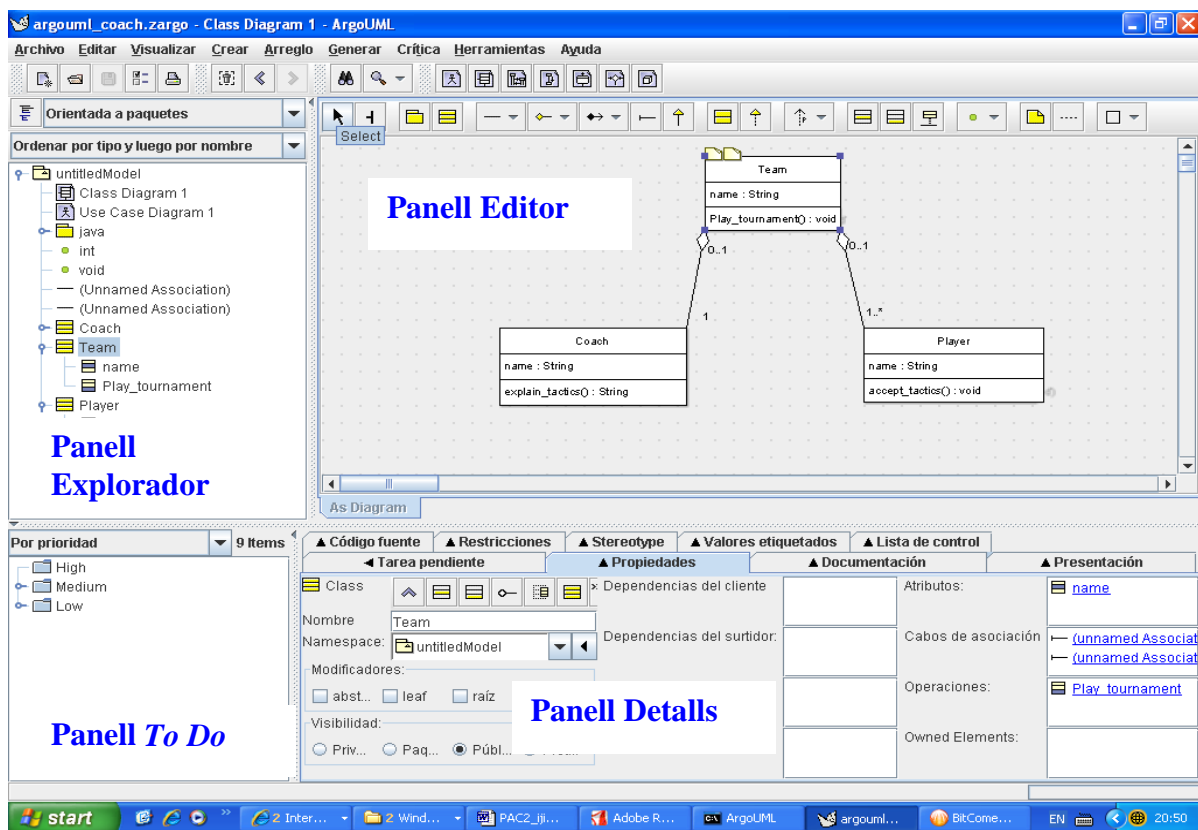 argouml_coach.zargo - Class Diagram 1 - ArgoUML
Archivo Editar Visualizar Crear Arreglo Generar Crítica Herramientas Ayuda
Orientada a paquetes
Ordenar por tipo y luego por nombre
untitledModel
Class Diagram 1
Use Case Diagram 1
java
int
void
(Unnamed Association)
(Unnamed Association)
Coach
Team
name
Play_tournament
Player
Panell
Explorador
Select
Panell Editor
Team
name : String
Play_tournament() : void
0..1
0..1
1
1..*
Coach
name : String
explain_tactics() : String
Player
name : String
accept_tactics() : void
As Diagram
Por prioridad
9 Items
High
Medium
Low
Panell To Do
Código fuente Restricciones Stereotype Valores etiquetados Lista de control
Tarea pendiente Propiedades Documentación Presentación
Class
Nombre
Team
Namespace:
untitledModel
Modificadores:
abst... leaf raíz
Visibilidad:
Priv... Paq... Públ...
Panell Detalls
Dependencias del cliente
Dependencias del surtidor:
Atributos:
name
Cabos de asociación
(unnamed Associat
(unnamed Associat
Operaciones:
Play_tournament
Owned Elements:
start
2 Inter...
2 Wind...
PAC2_iji...
Adobe R...
ArgoUML
argouml...
BitCome...
EN
20:50